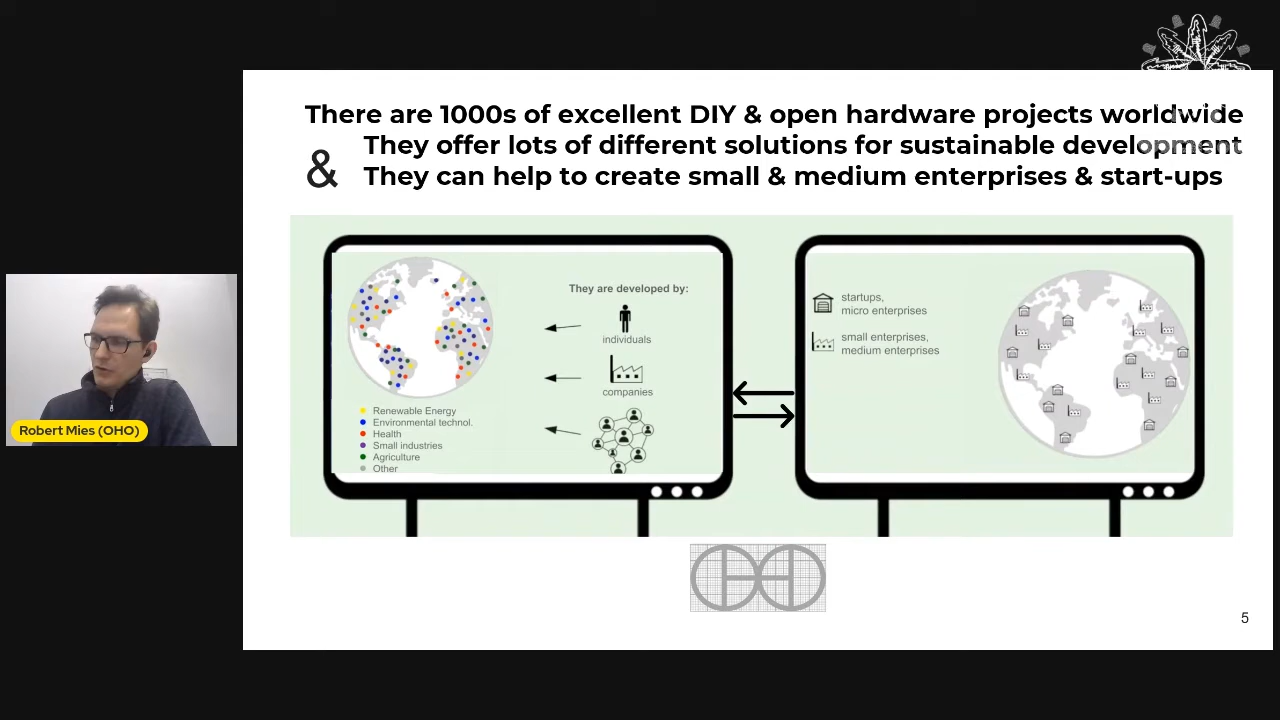 There are 1000s of excellent DIY & open hardware projects worldwide
They offer lots of different solutions for sustainable development
&
They can help to create small & medium enterprises & start-ups
They are developed by:
individuals
companies
Renewable Energy
Environmental technol.
Health
Small industries
Agriculture
Other
startups,
micro enterprises
small enterprises,
medium enterprises
Robert Mies (OHO)
OHO
5